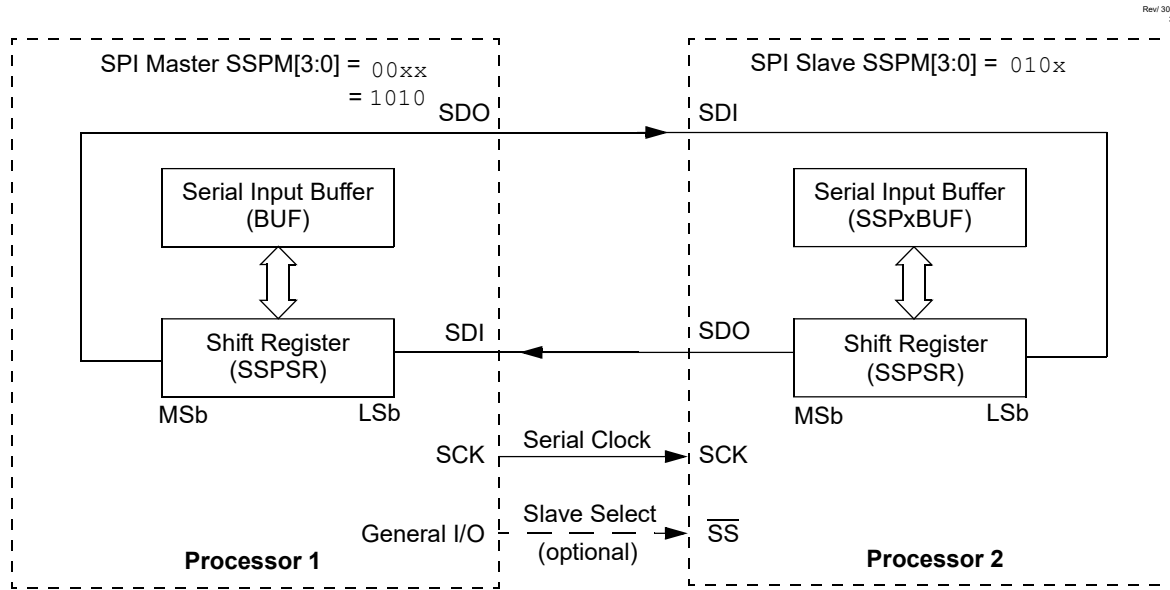 Rev/ 30
SPI Master SSPM[3:0] = 00xx
= 1010
SPI Slave SSPM[3:0] = 010x
SDO
SDI
Serial Input Buffer
(BUF)
Serial Input Buffer
(SSPxBUF)
SDI
SDO
Shift Register
(SSPSR)
Shift Register
(SSPSR)
MSb
LSb
MSb
LSb
SCK
Serial Clock
SCK
General I/O
Slave Select
(optional)
SS
Processor 1
Processor 2